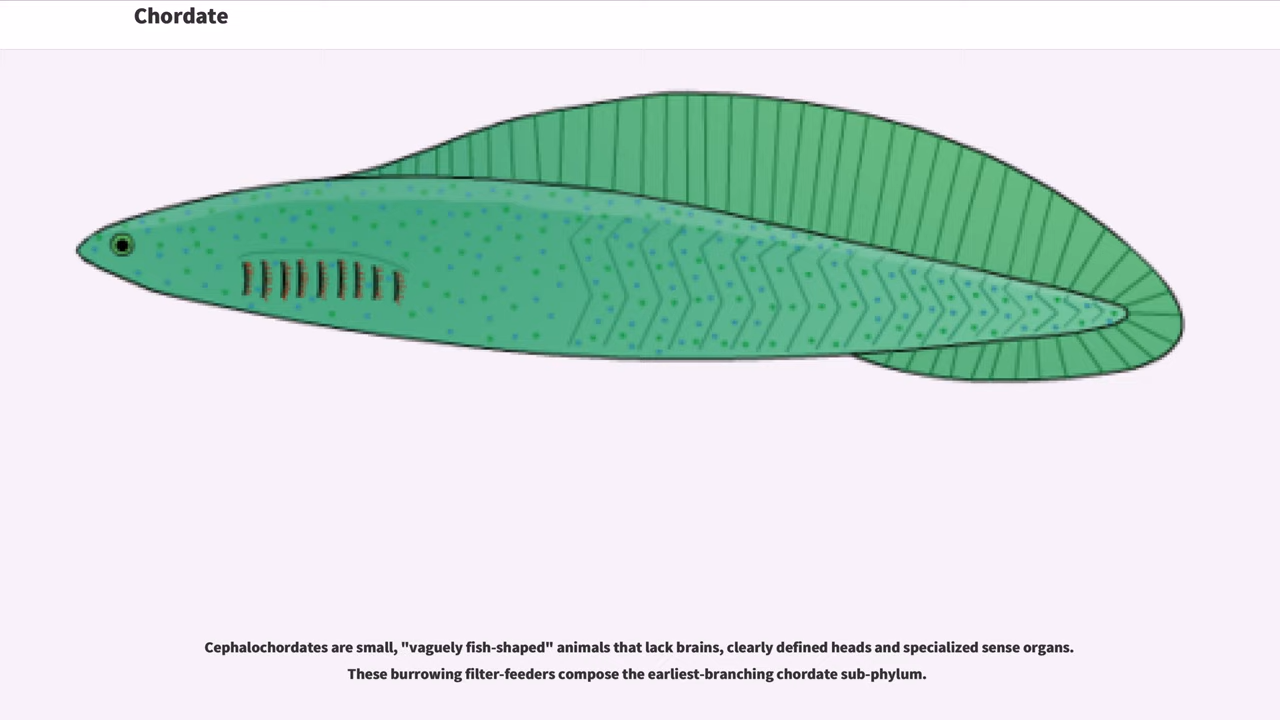 Chordate
Cephalochordates are small, "vaguely fish-shaped" animals that lack brains, clearly defined heads and specialized sense organs.
These burrowing filter-feeders compose the earliest-branching chordate sub-phylum.